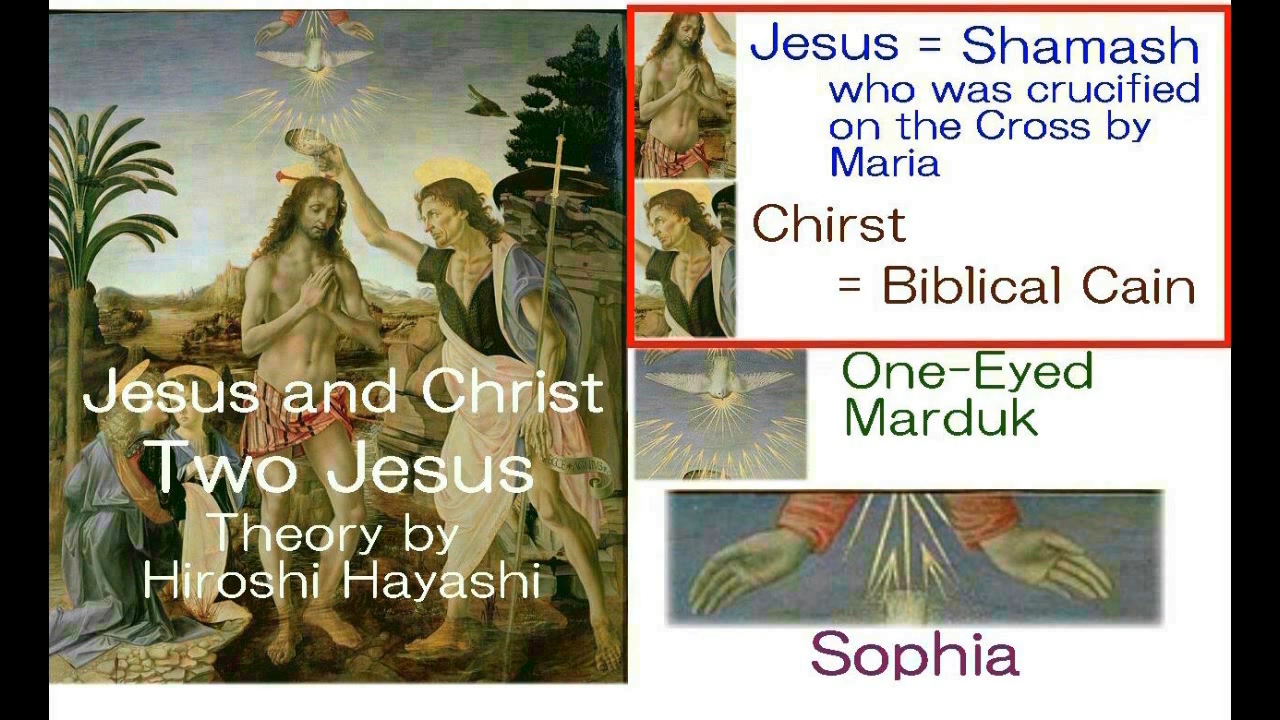 Jesus and Christ
Two Jesus
Theory by
Hiroshi Hayashi
Jesus = Shamash
who was crucified
on the Cross by
Maria
Chirst
= Biblical Cain
One-Eyed
Marduk
Sophia